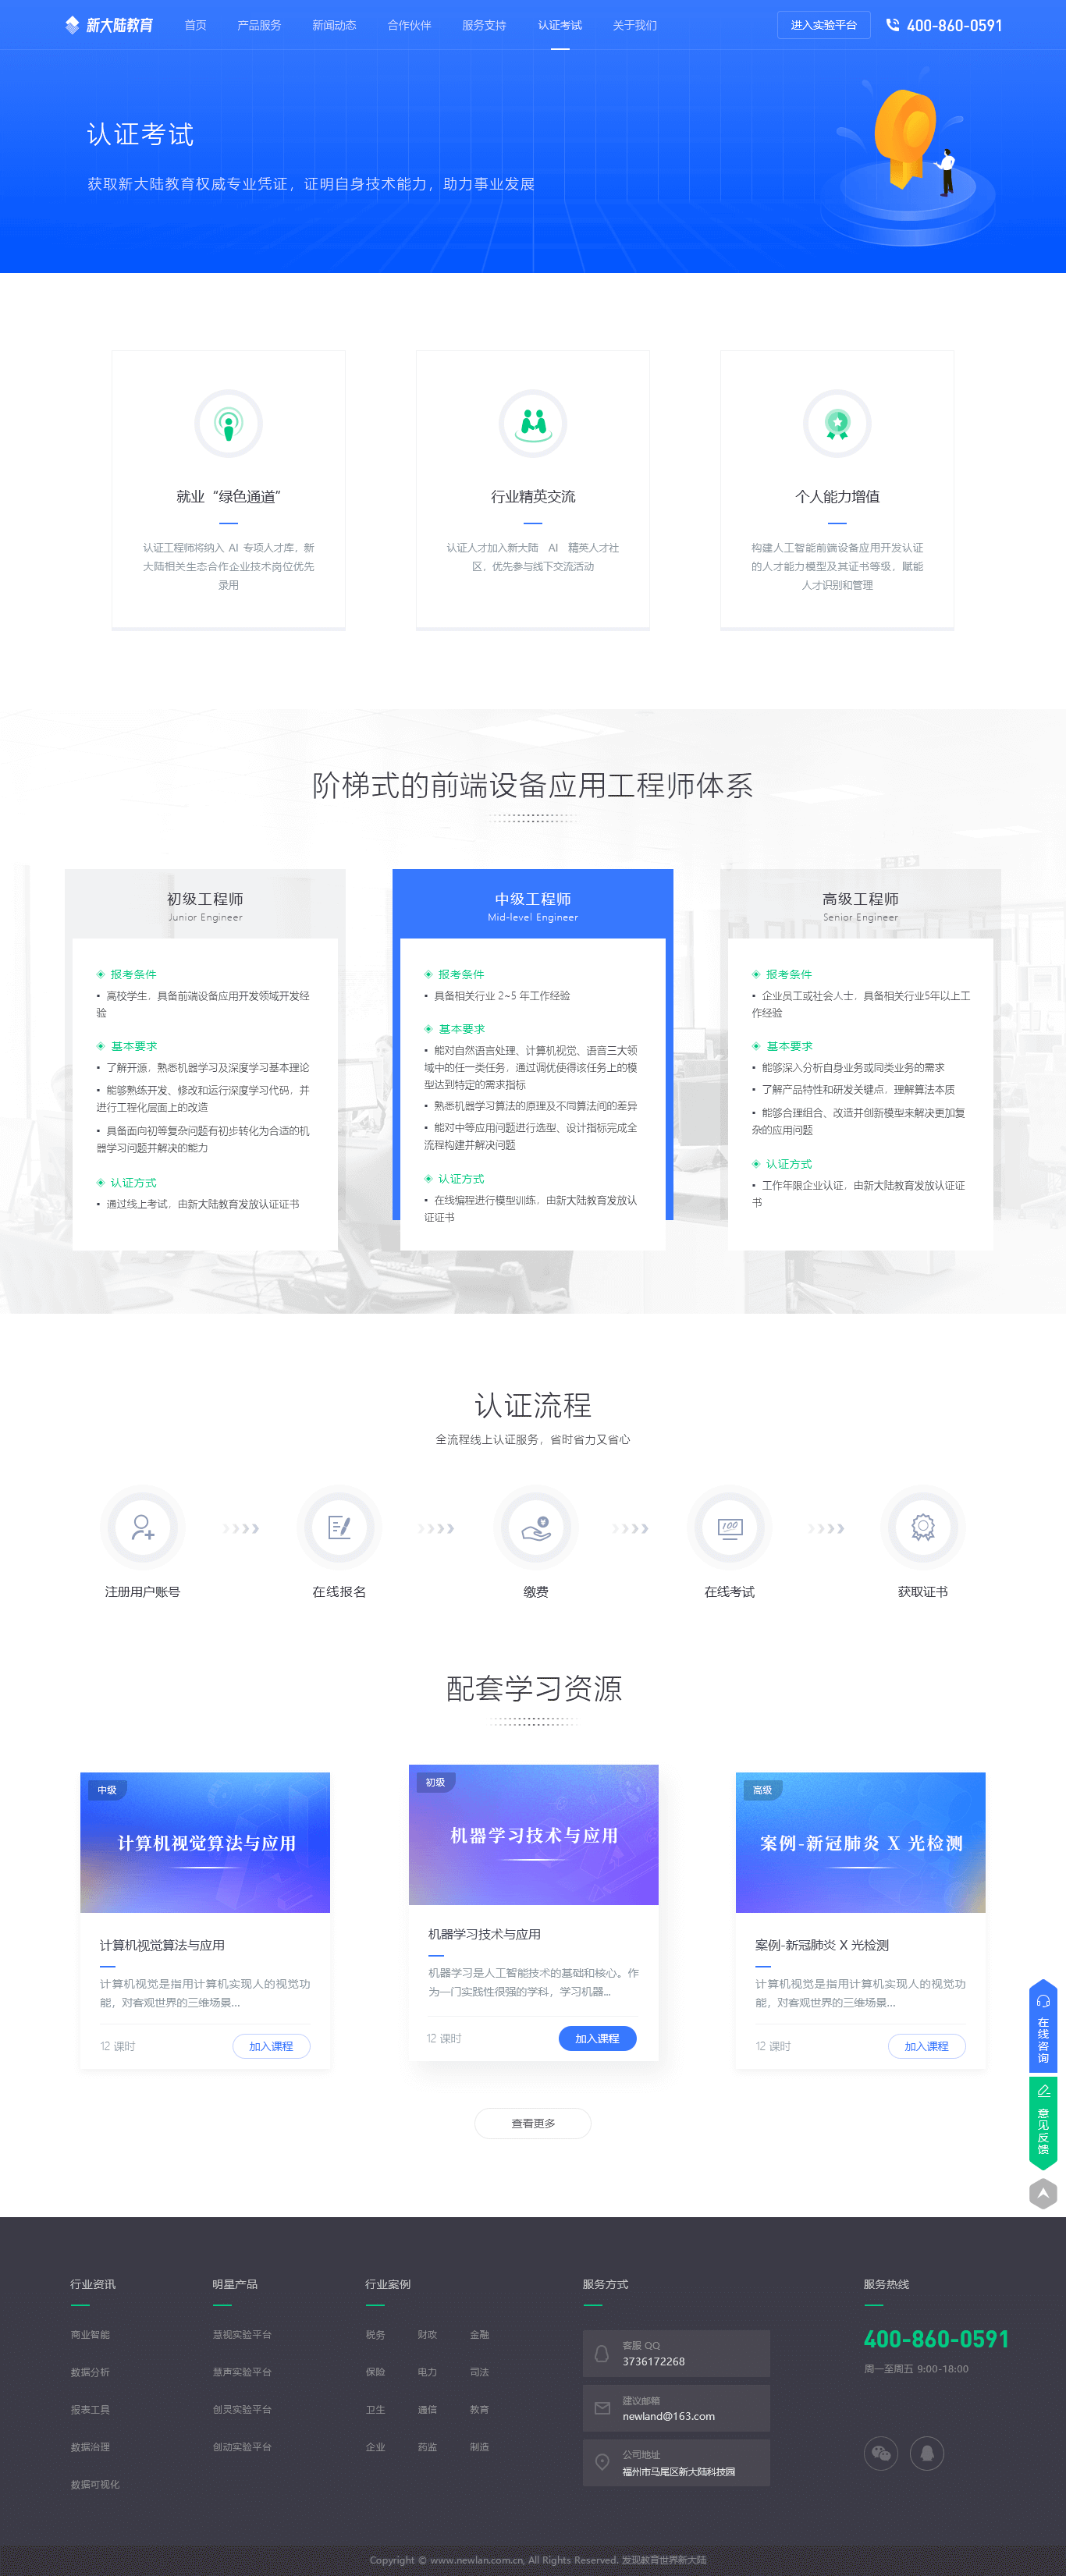 新大陆教育 首页 产品服务 新闻动态 合作伙伴 服务支持 认证考试 关于我们 进入实验平台 400-860-0591
认证考试
获取新大陆教育权威专业凭证，证明自身技术能力，助力事业发展
就业“绿色通道”
认证工程师将纳入 AI 专项人才库，新
大陆相关生态合作企业技术岗位优先
录用
行业精英交流
认证人才加入新大陆 AI 精英人才社
区，优先参与线下交流活动
个人能力增值
构建人工智能前端设备应用开发认证
的人才能力模型及其证书等级，赋能
人才识别和管理
阶梯式的前端设备应用工程师体系
初级工程师
Junior Engineer
报考条件
• 高校学生，具备前端设备应用开发领域开发经
验
基本要求
• 了解开源，熟悉机器学习及深度学习基本理论
• 能够熟练开发、修改和运行深度学习代码，并
进行工程化层面上的改造
• 具备面向初等复杂问题有初步转化为合适的机
器学习问题并解决的能力
认证方式
• 通过线上考试，由新大陆教育发放认证证书
中级工程师
Mid-level Engineer
报考条件
• 具备相关行业 2~5 年工作经验
基本要求
• 能对自然语言处理、计算机视觉、语音三大领
域中的任一类任务，通过调优使得该任务上的模
型达到特定的需求指标
• 熟悉机器学习算法的原理及不同算法间的差异
• 能对中等应用问题进行选型、设计指标完成全
流程构建并解决问题
认证方式
• 在线编程进行模型训练，由新大陆教育发放认
证证书
高级工程师
Senior Engineer
报考条件
• 企业员工或社会人士，具备相关行业5年以上工
作经验
基本要求
• 能够深入分析自身业务或同类业务的需求
• 了解产品特性和研发关键点，理解算法本质
• 能够合理组合、改造并创新模型来解决更加复
杂的应用问题
认证方式
• 工作年限企业认证，由新大陆教育发放认证证
书
认证流程
全流程线上认证服务，省时省力又省心
100
注册用户账号 在线报名 缴费 在线考试 获取证书
配套学习资源
中级
计算机视觉算法与应用
计算机视觉算法与应用
计算机视觉是指用计算机实现人的视觉功
能，对客观世界的三维场景...
12 课时 加入课程
初级
机器学习技术与应用
机器学习技术与应用
机器学习是人工智能技术的基础和核心。作
为一门实践性很强的学科，学习机器...
12 课时 加入课程
高级
案例-新冠肺炎 X 光检测
案例-新冠肺炎 X 光检测
计算机视觉是指用计算机实现人的视觉功
能，对客观世界的三维场景...
12 课时 加入课程
在线咨询
意见反馈
查看更多
行业资讯
商业智能
数据分析
报表工具
数据治理
数据可视化
明星产品
慧视实验平台
慧声实验平台
创灵实验平台
创动实验平台
行业案例
税务 财政 金融
保险 电力 司法
卫生 通信 教育
企业 药监 制造
服务方式
客服 QQ
3736172268
建议邮箱
newland@163.com
公司地址
福州市马尾区新大陆科技园
服务热线
400-860-0591
周一至周五 9:00-18:00
Copyright © www.newlan.com.cn, All Rights Reserved. 发现教育世界新大陆